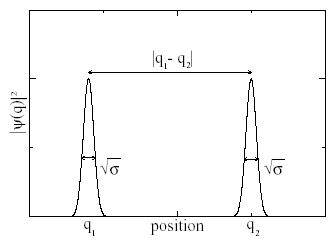 |q₁- q₂|
|ψ(q)|²
√σ
√σ
q₁
position
q₂